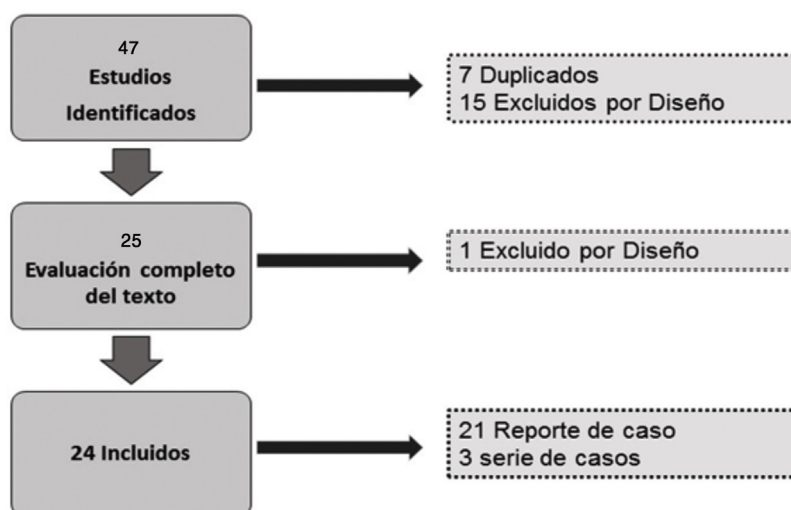 47
Estudios
Identificados
7 Duplicados
15 Excluidos por Diseño
25
Evaluación completo
del texto
1 Excluido por Diseño
24 Incluidos
21 Reporte de caso
3 serie de casos